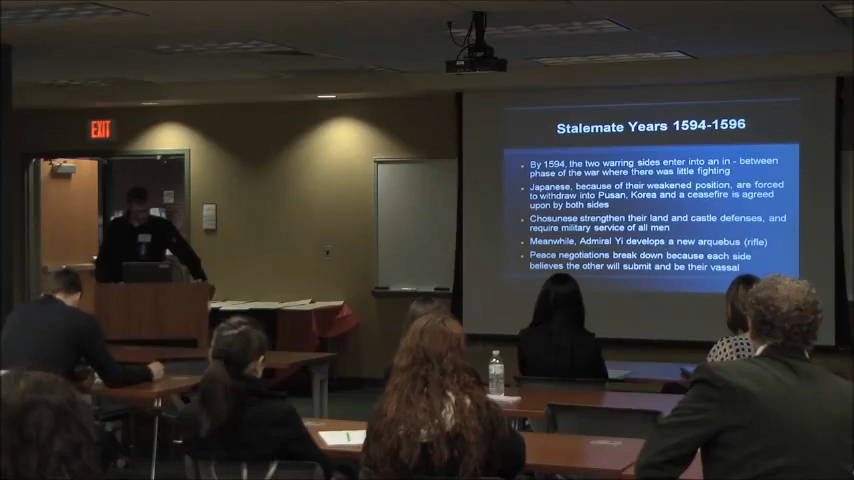 EXIT
Stalemate Years 1594-1596
By 1594, the two warring sides enter into an in - between
phase of the war where there was little fighting
Japanese, because of their weakened position, are forced
to withdraw into Pusan, Korea and a ceasefire is agreed
upon by both sides
Chosunese strengthen their land and castle defenses, and
require military service of all men
Meanwhile, Admiral Yi develops a new arquebus (rifle)
Peace negotiations break down because each side
believes the other will submit and be their vassal